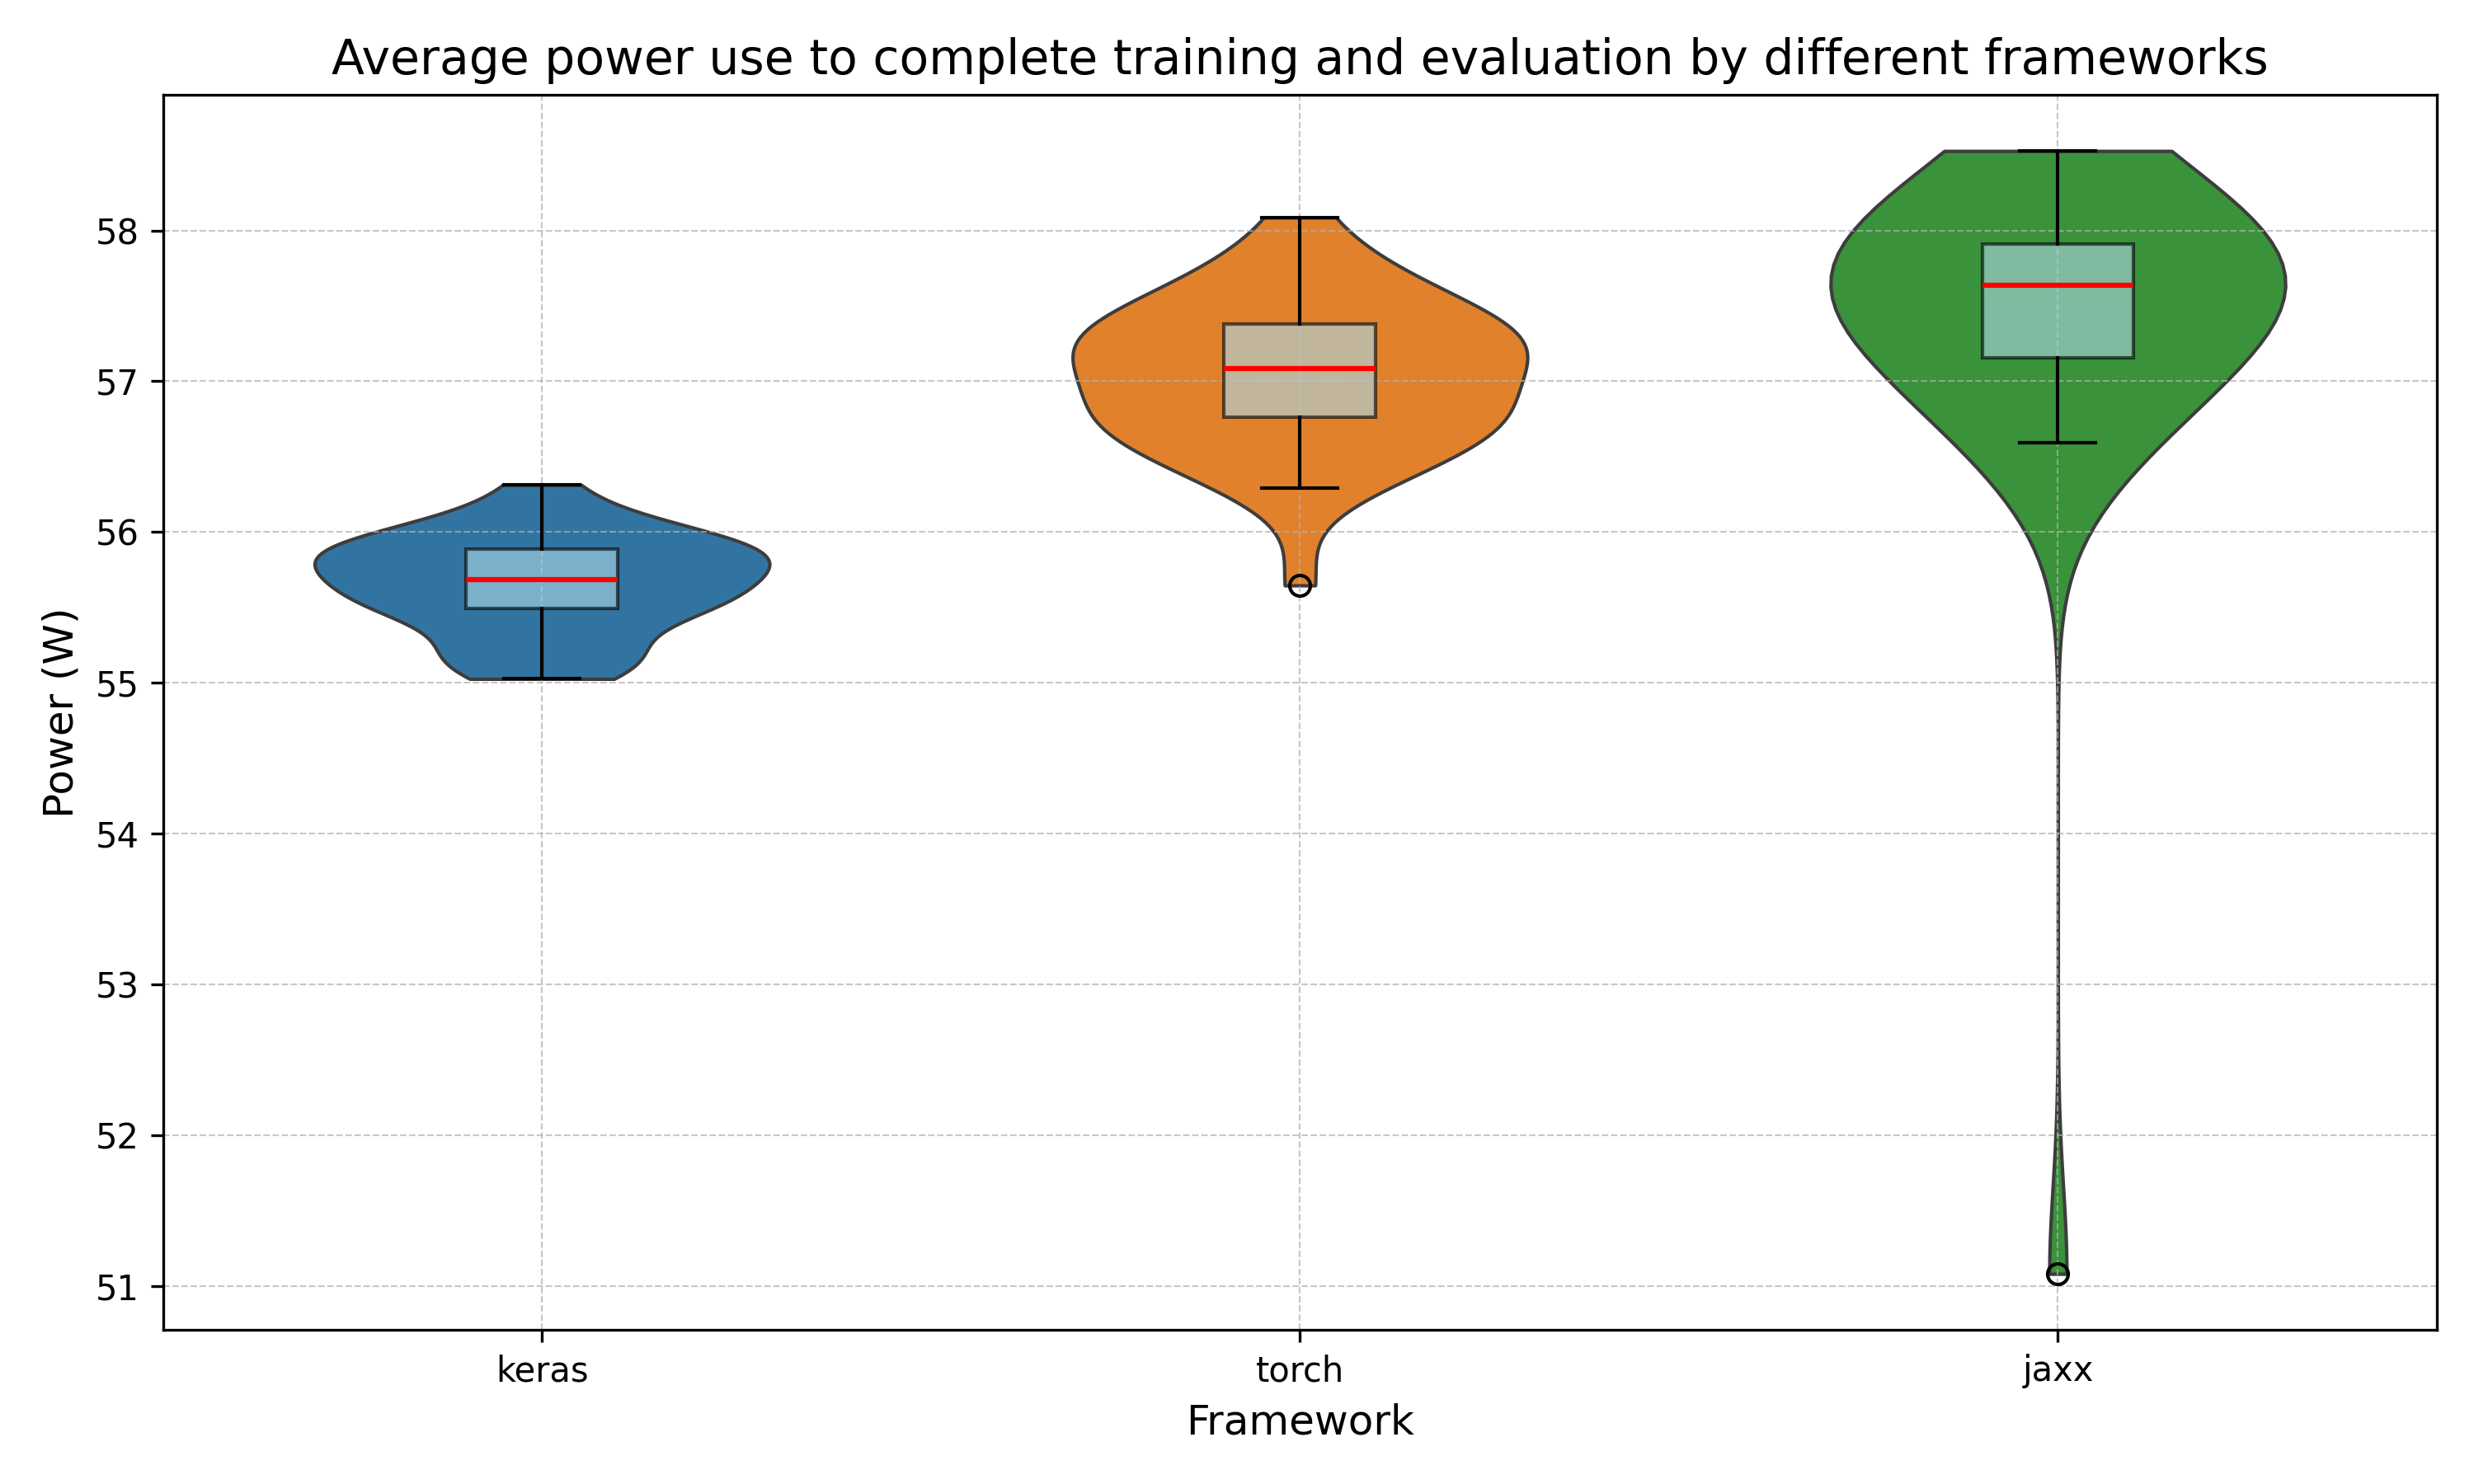 Average power use to complete training and evaluation by different frameworks
58
57
56
55
54
53
52
51
Power (W)
keras
torch
jaxx
Framework